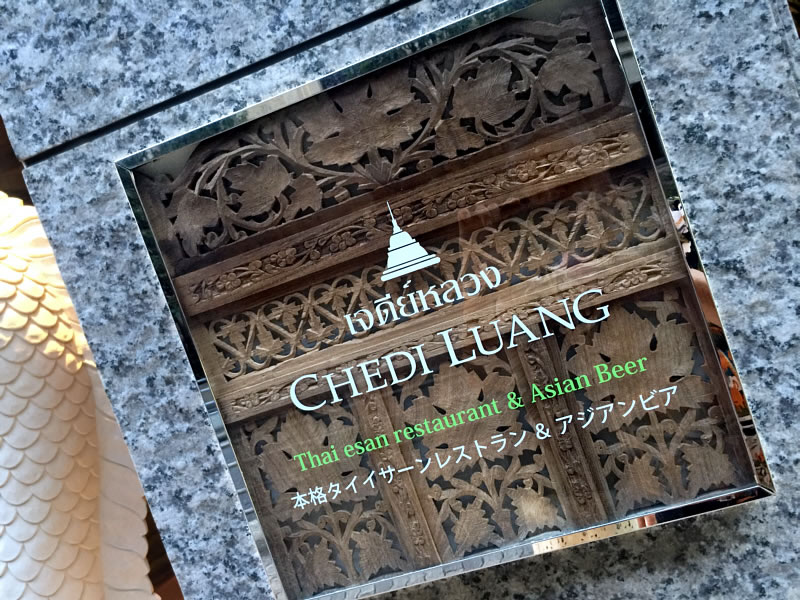 เจดีย์หลวง
CHEDI LUANG
Thai esan restaurant & Asian Beer
本格タイイサーンレストラン & アジアンビア